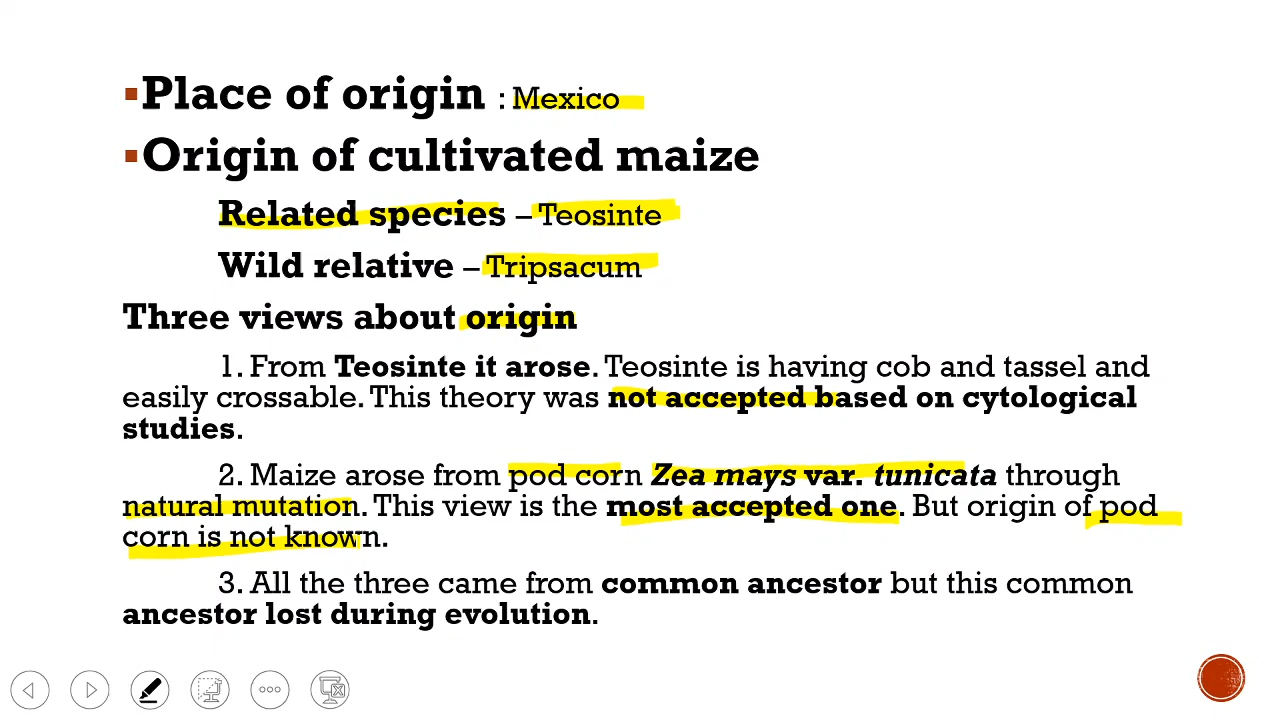 ▪Place of origin : Mexico
▪Origin of cultivated maize
Related species – Teosinte
Wild relative – Tripsacum
Three views about origin
1. From Teosinte it arose. Teosinte is having cob and tassel and
easily crossable. This theory was not accepted based on cytological
studies.
2. Maize arose from pod corn Zea mays var. tunicata through
natural mutation. This view is the most accepted one. But origin of pod
corn is not known.
3. All the three came from common ancestor but this common
ancestor lost during evolution.